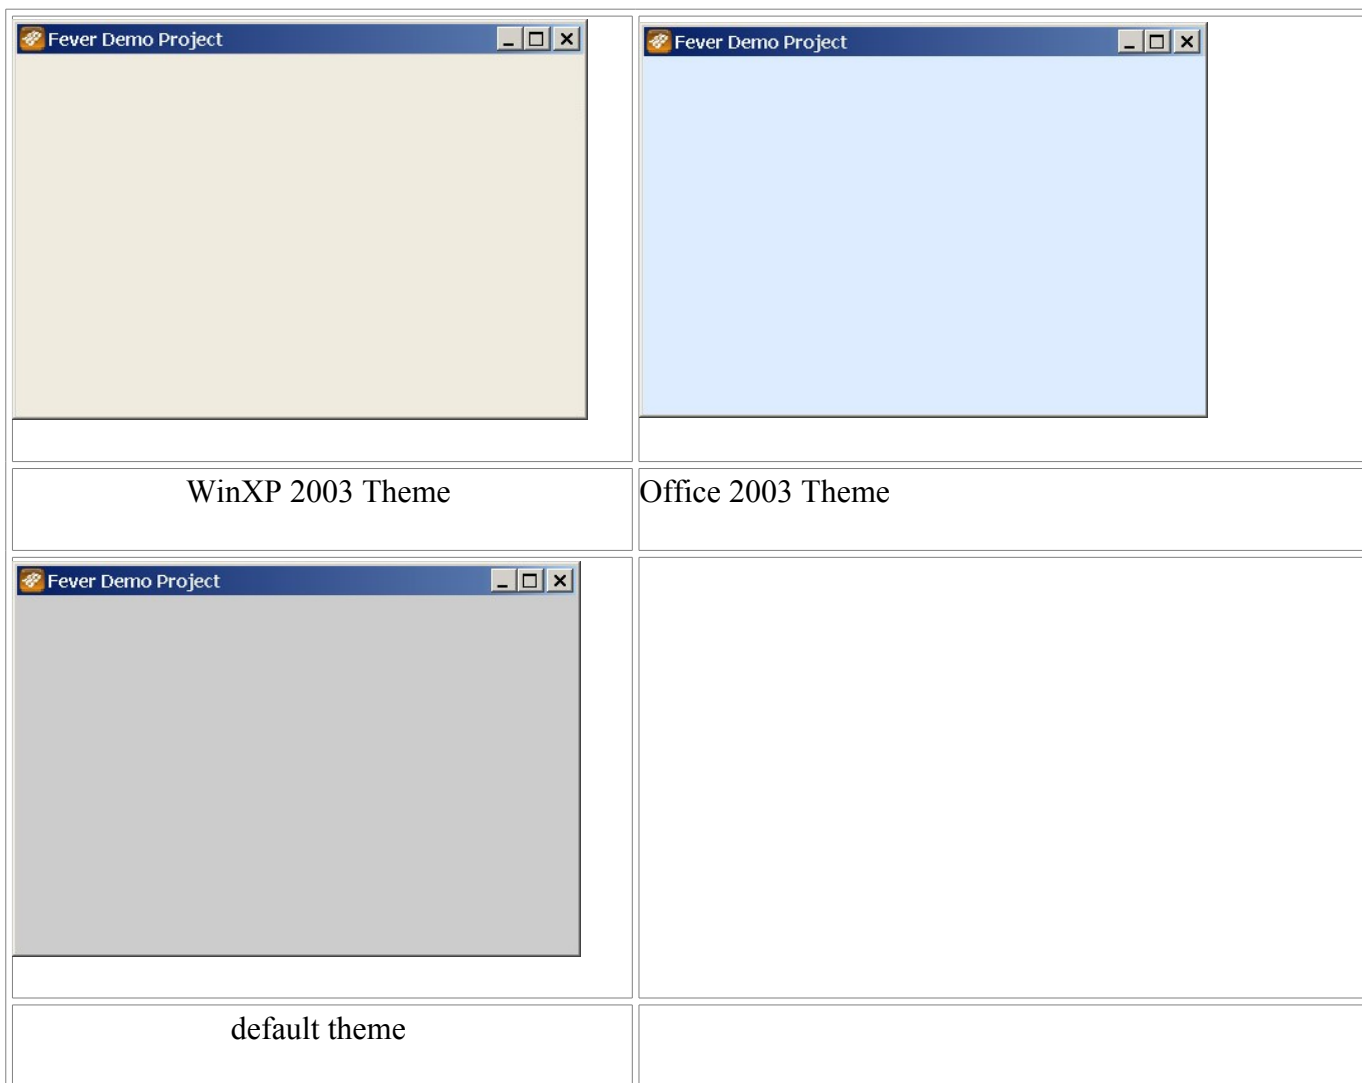 Fever Demo Project
Fever Demo Project
WinXP 2003 Theme
Office 2003 Theme
Fever Demo Project
default theme